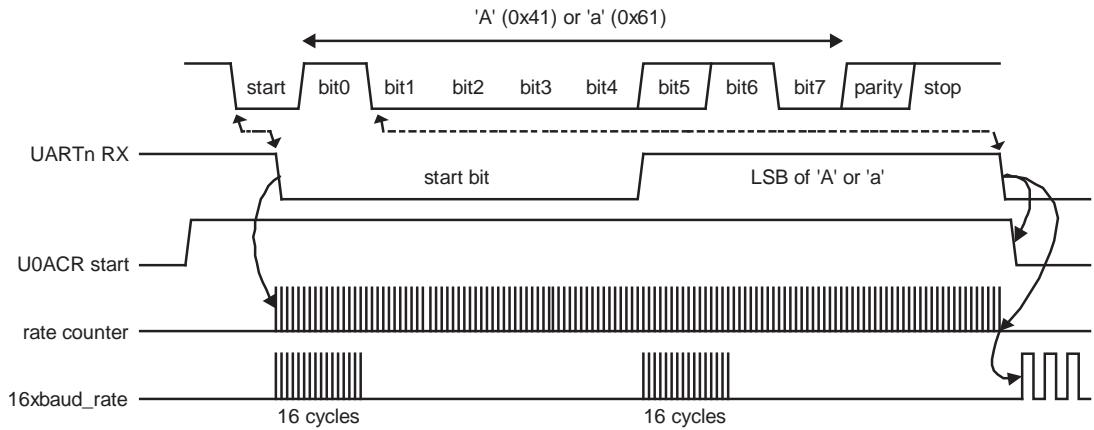 'A' (0x41) or 'a' (0x61)
start bit0 bit1 bit2 bit3 bit4 bit5 bit6 bit7 parity stop
UARTn RX
start bit LSB of 'A' or 'a'
U0ACR start
rate counter
16xbaud_rate
16 cycles 16 cycles